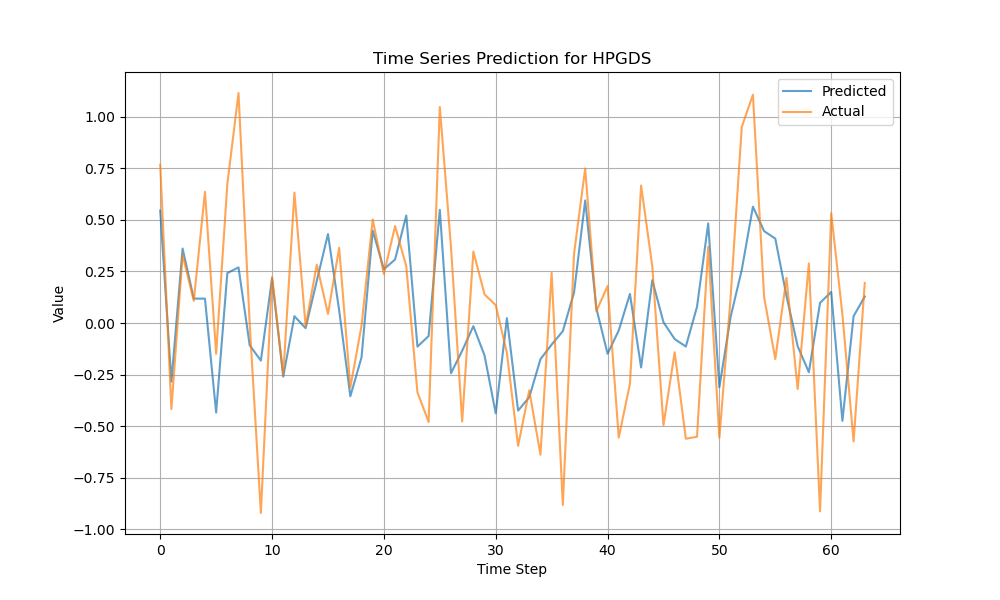 Time Series Prediction for HPGDS
Predicted
Actual
Value
1.00
0.75
0.50
0.25
0.00
−0.25
−0.50
−0.75
−1.00
0 10 20 30 40 50 60
Time Step